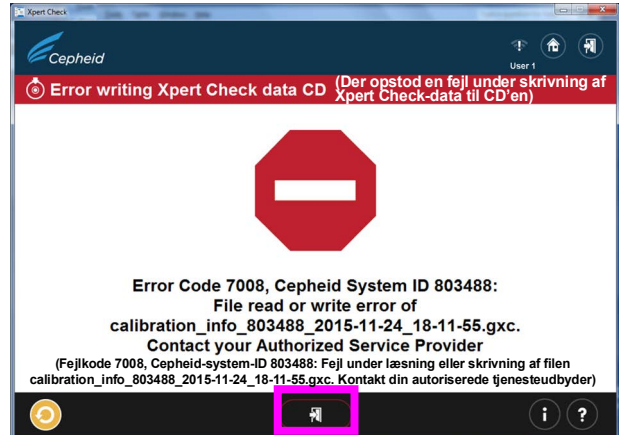 Xpert Check
Cepheid
User 1
Error writing Xpert Check data CD
(Der opstod en fejl under skrivning af
Xpert Check-data til CD'en)
Error Code 7008, Cepheid System ID 803488:
File read or write error of
calibration_info_803488_2015-11-24_18-11-55.gxc.
Contact your Authorized Service Provider
(Fejlkode 7008, Cepheid-system-ID 803488: Fejl under læsning eller skrivning af filen
calibration_info_803488_2015-11-24_18-11-55.gxc. Kontakt din autoriserede tjenesteudbyder)
i ?